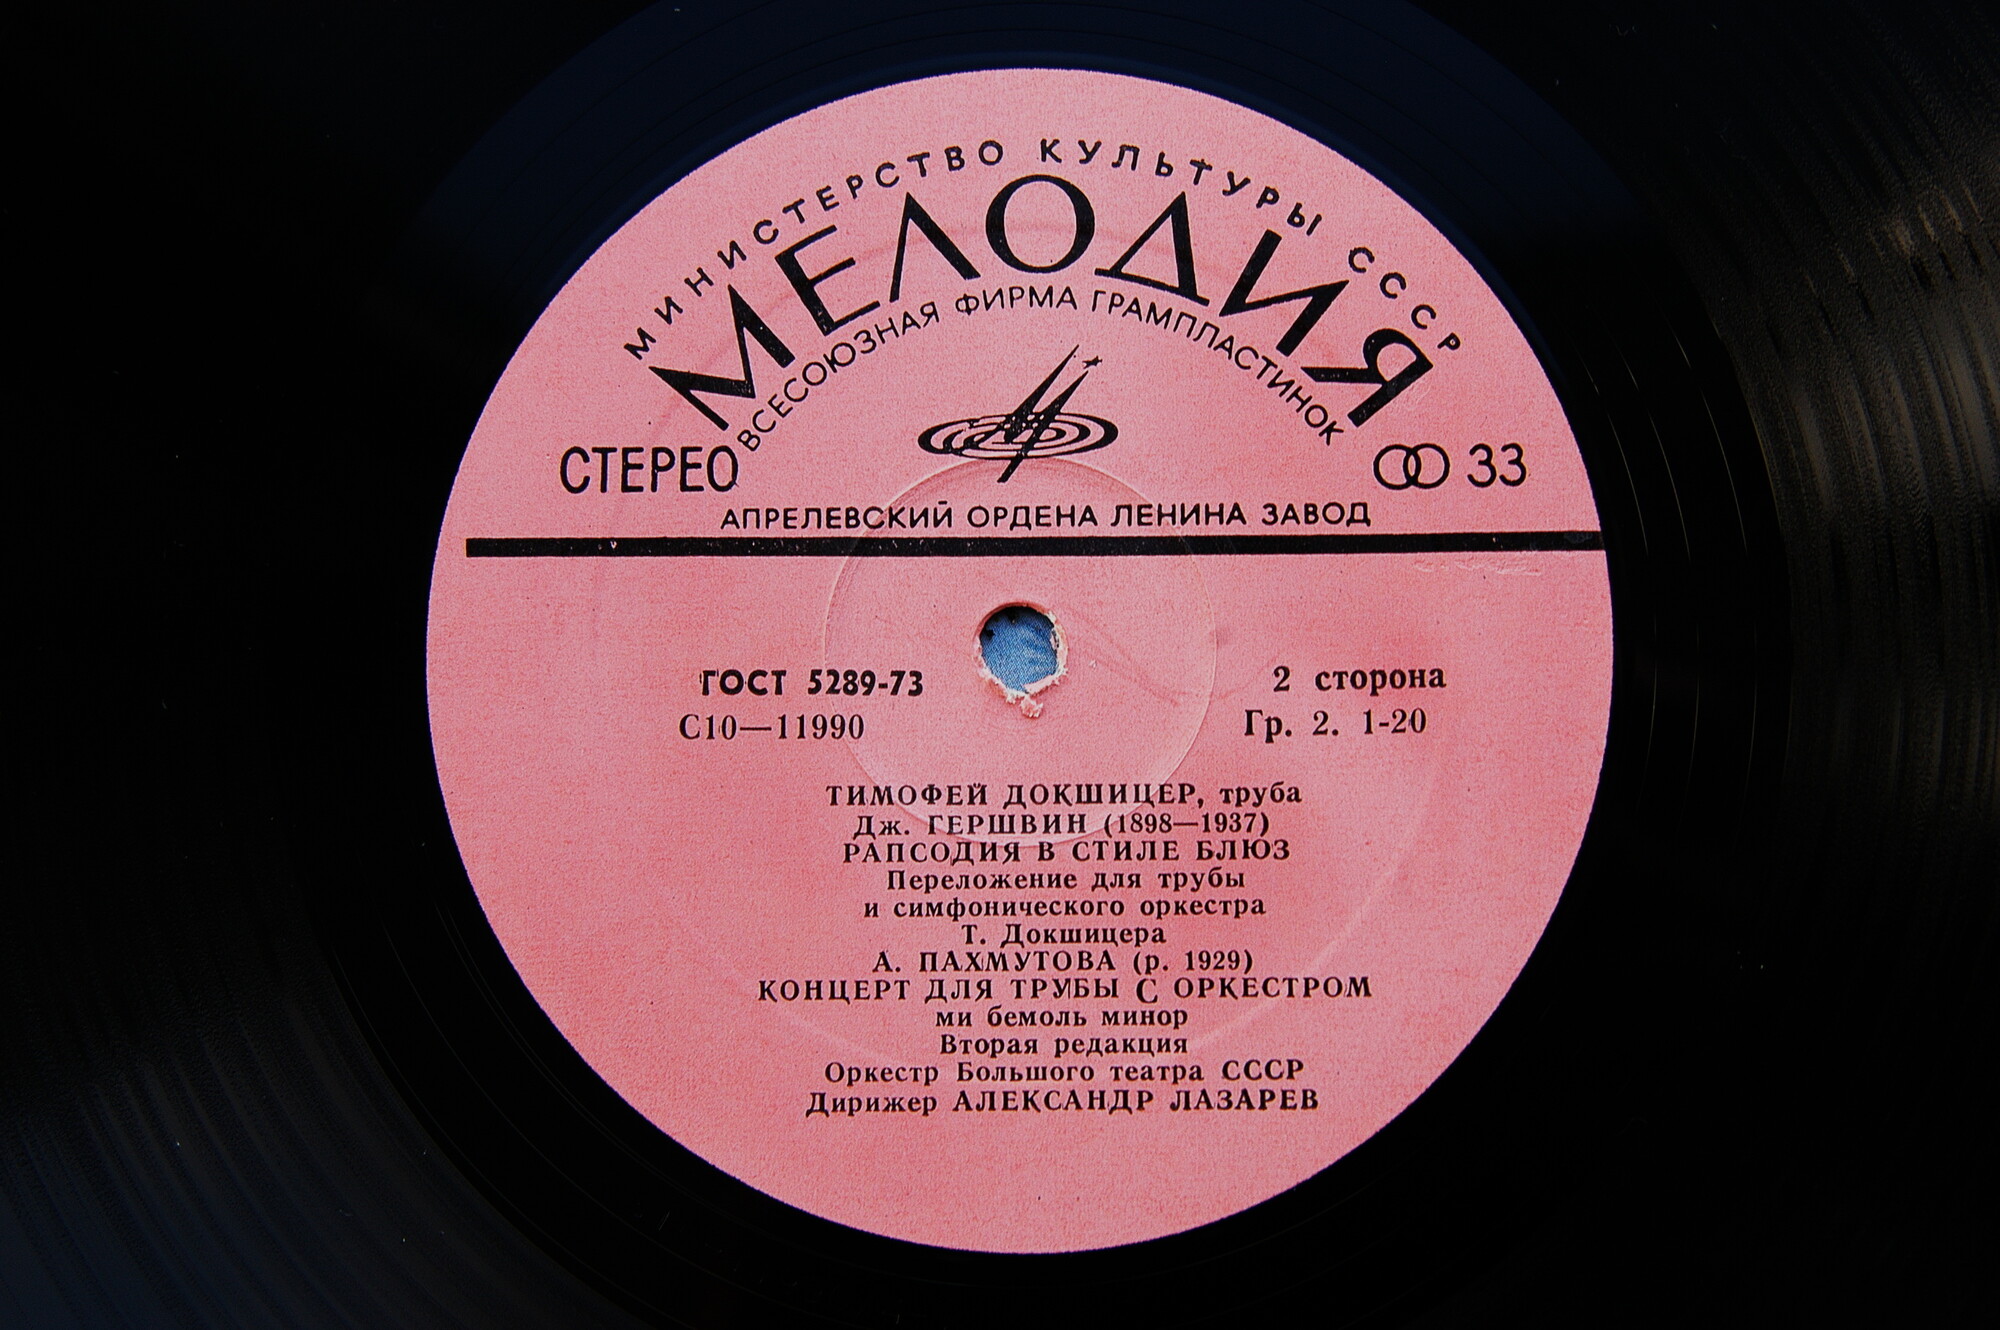 МИНИСТЕРСТВО КУЛЬТУРЫ СССР
МЕЛОДИЯ
ВСЕСОЮЗНАЯ ФИРМА ГРАМПЛАСТИНОК
СТЕРЕО
33
АПРЕЛЕВСКИЙ ОРДЕНА ЛЕНИНА ЗАВОД
ГОСТ 5289-73
2 сторона
С10—11990
Гр. 2. 1-20
ТИМОФЕЙ ДОКШИЦЕР, труба
Дж. ГЕРШВИН (1898—1937)
РАПСОДИЯ В СТИЛЕ БЛЮЗ
Переложение для трубы
и симфонического оркестра
Т. Докшицера
А. ПАХМУТОВА (р. 1929)
КОНЦЕРТ ДЛЯ ТРУБЫ С ОРКЕСТРОМ
ми бемоль минор
Вторая редакция
Оркестр Большого театра СССР
Дирижер АЛЕКСАНДР ЛАЗАРЕВ